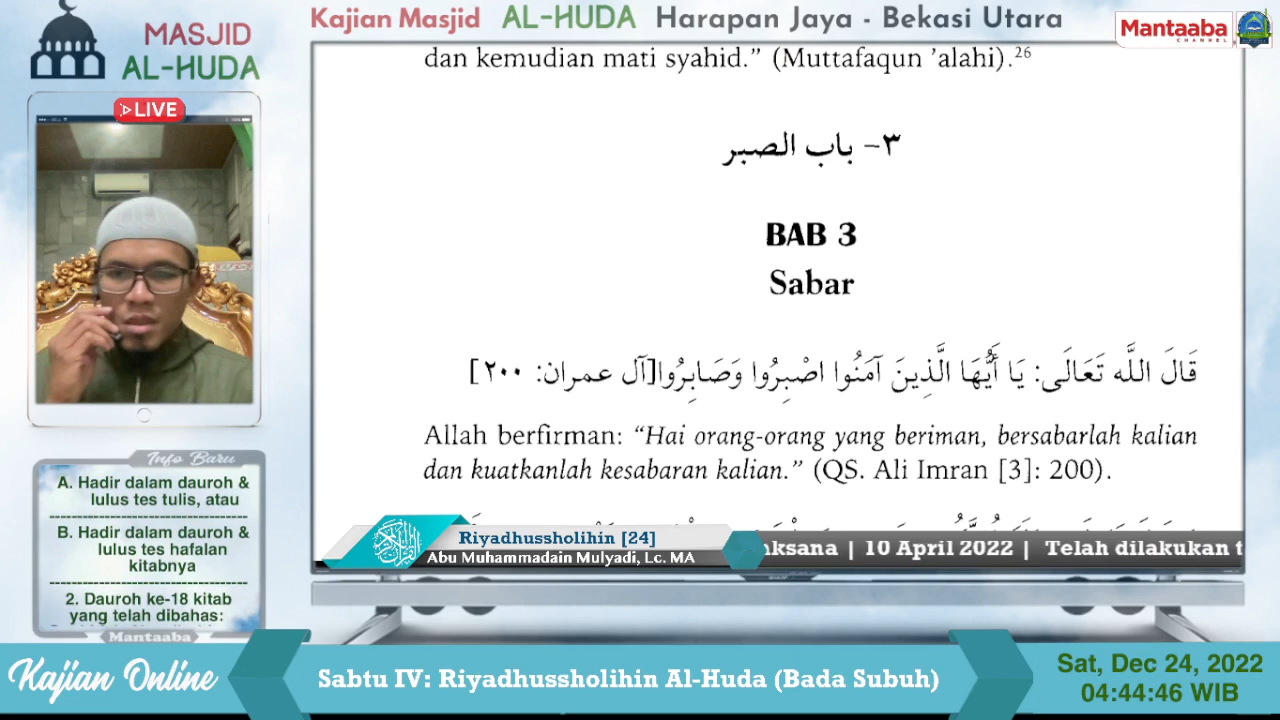 Kajian Masjid AL-HUDA Harapan Jaya - Bekasi Utara
Mantaaba
CHANNEL
MASJID
AL-HUDA
LIVE
dan kemudian mati syahid.” (Muttafaqun ’alahi).²⁶
٣- باب الصبر
BAB 3
Sabar
قَالَ اللَّه تَعَالَى: يَا أَيُّهَا الَّذِينَ آمَنُوا اصْبِرُوا وَصَابِرُوا[آل عمران: ٢٠٠]
Allah berfirman: “Hai orang-orang yang beriman, bersabarlah kalian
dan kuatkanlah kesabaran kalian.” (QS. Ali Imran [3]: 200).
Info Baru
A. Hadir dalam dauroh &
lulus tes tulis, atau
B. Hadir dalam dauroh &
lulus tes hafalan
kitabnya
2. Dauroh ke-18 kitab
yang telah dibahas:
Mantaaba
Riyadhussholihin [24]
Abu Muhammadain Mulyadi, Lc. MA
aksana | 10 April 2022 | Telah dilakukan t
Kajian Online
Sabtu IV: Riyadhussholihin Al-Huda (Bada Subuh)
Sat, Dec 24, 2022
04:44:46 WIB